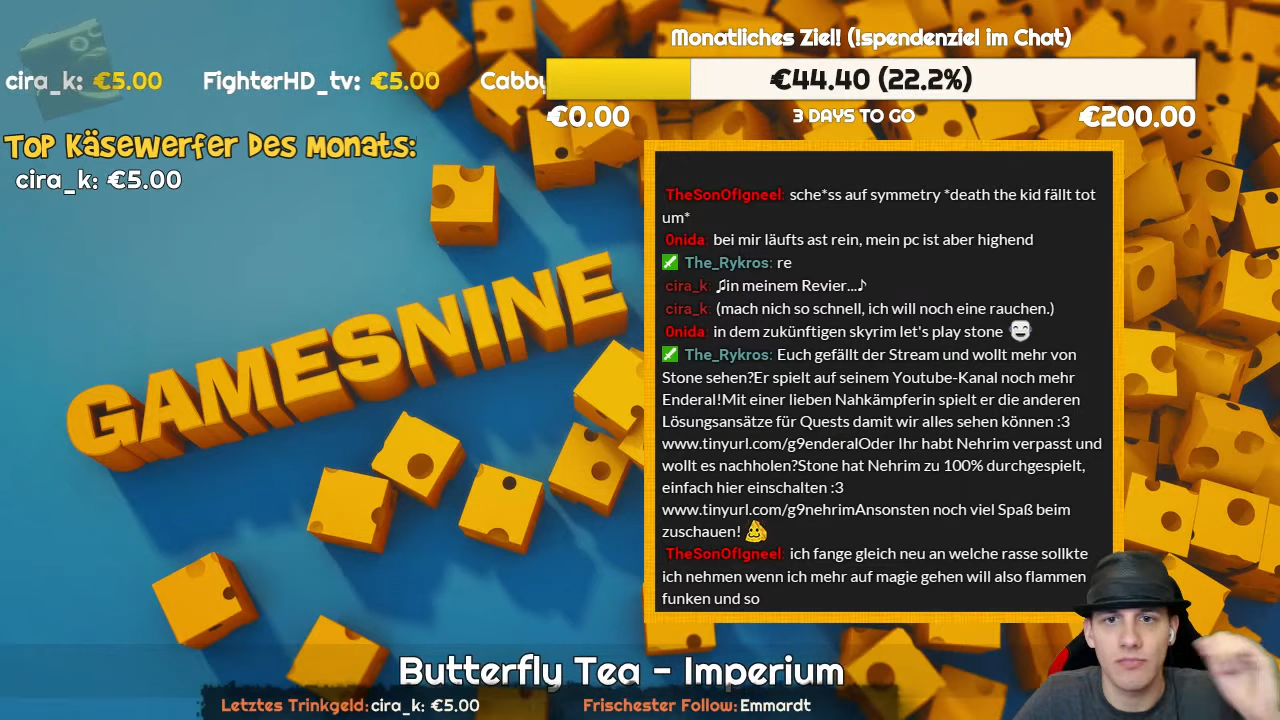 Monatliches Ziel! (!spendenziel im Chat)
cira_k: €5.00 FighterHD_tv: €5.00 Cabby
€44.40 (22.2%)
€0.00 3 DAYS TO GO €200.00
Top Käsewerfer des Monats:
cira_k: €5.00
TheSonOfIgneel: sche*ss auf symmetry *death the kid fällt tot
um*
0nida: bei mir läufts ast rein, mein pc ist aber highend
The_Rykros: re
cira_k: ♫in meinem Revier...♪
cira_k: (mach nich so schnell, ich will noch eine rauchen.)
0nida: in dem zukünftigen skyrim let's play stone
The_Rykros: Euch gefällt der Stream und wollt mehr von
Stone sehen?Er spielt auf seinem Youtube-Kanal noch mehr
Enderal!Mit einer lieben Nahkämpferin spielt er die anderen
Lösungsansätze für Quests damit wir alles sehen können :3
www.tinyurl.com/g9enderalOder Ihr habt Nehrim verpasst und
wollt es nachholen?Stone hat Nehrim zu 100% durchgespielt,
einfach hier einschalten :3
www.tinyurl.com/g9nehrimAnsonsten noch viel Spaß beim
zuschauen!
TheSonOfIgneel: ich fange gleich neu an welche rasse sollkte
ich nehmen wenn ich mehr auf magie gehen will also flammen
funken und so
GAMESNINE
Butterfly Tea - Imperium
Letztes Trinkgeld: cira_k: €5.00 Frischester Follow: Emmardt